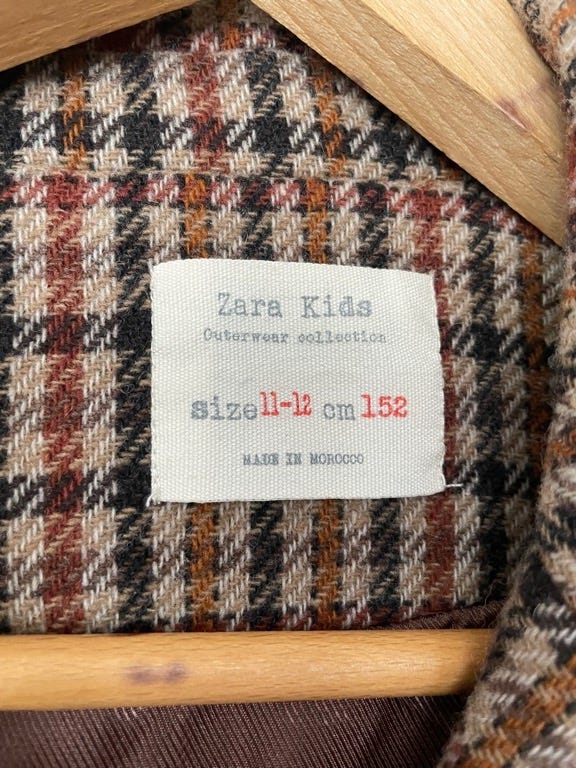 Zara Kids
Outerwear collection
size 11-12 cm 152
MADE IN MOROCCO